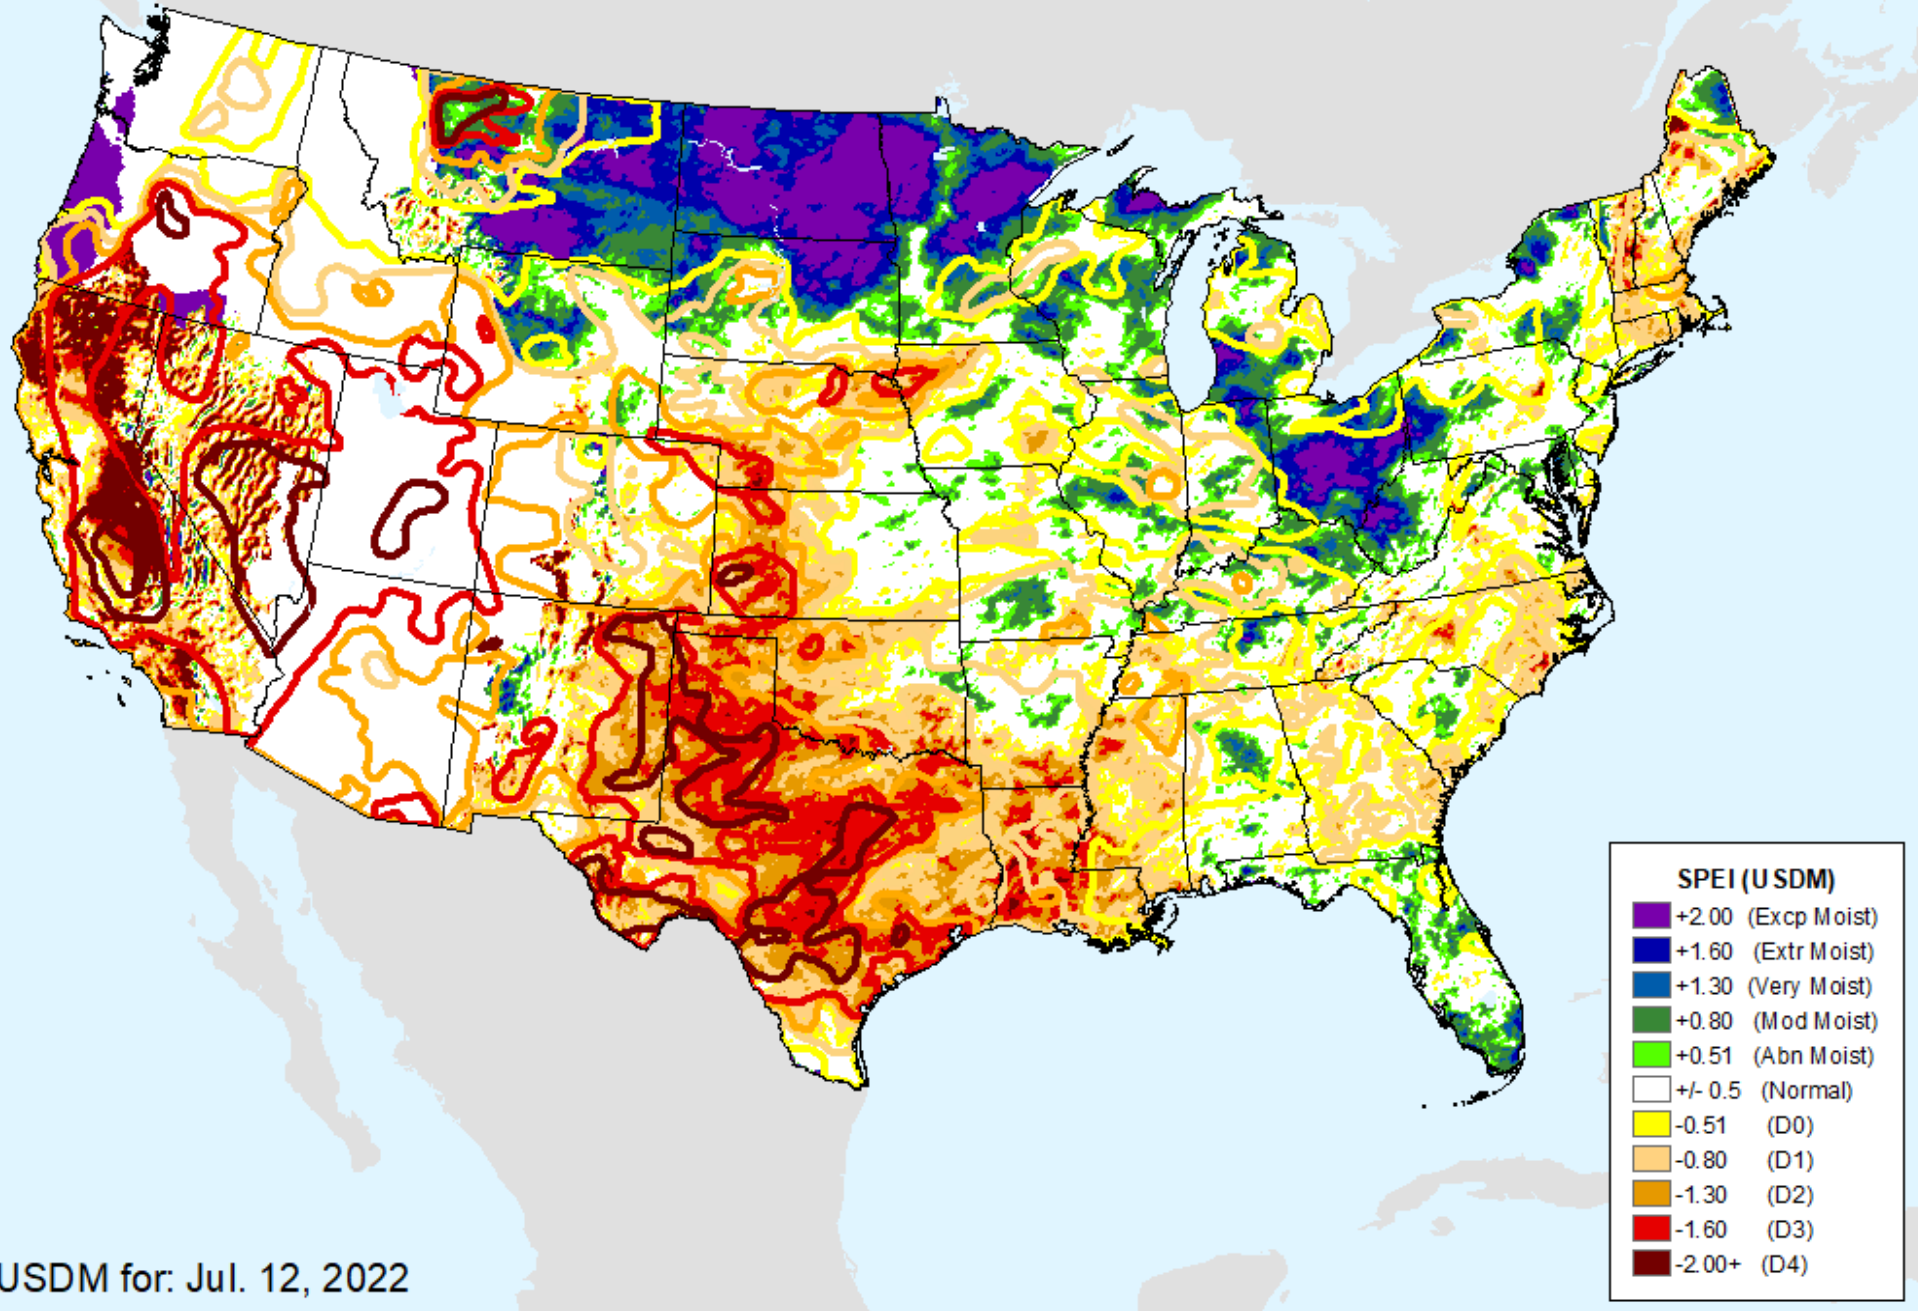 SPEI (USDM)
+2.00 (Excp Moist)
+1.60 (Extr Moist)
+1.30 (Very Moist)
+0.80 (Mod Moist)
+0.51 (Abn Moist)
+/- 0.5 (Normal)
-0.51 (D0)
-0.80 (D1)
-1.30 (D2)
-1.60 (D3)
-2.00+ (D4)
USDM for: Jul. 12, 2022